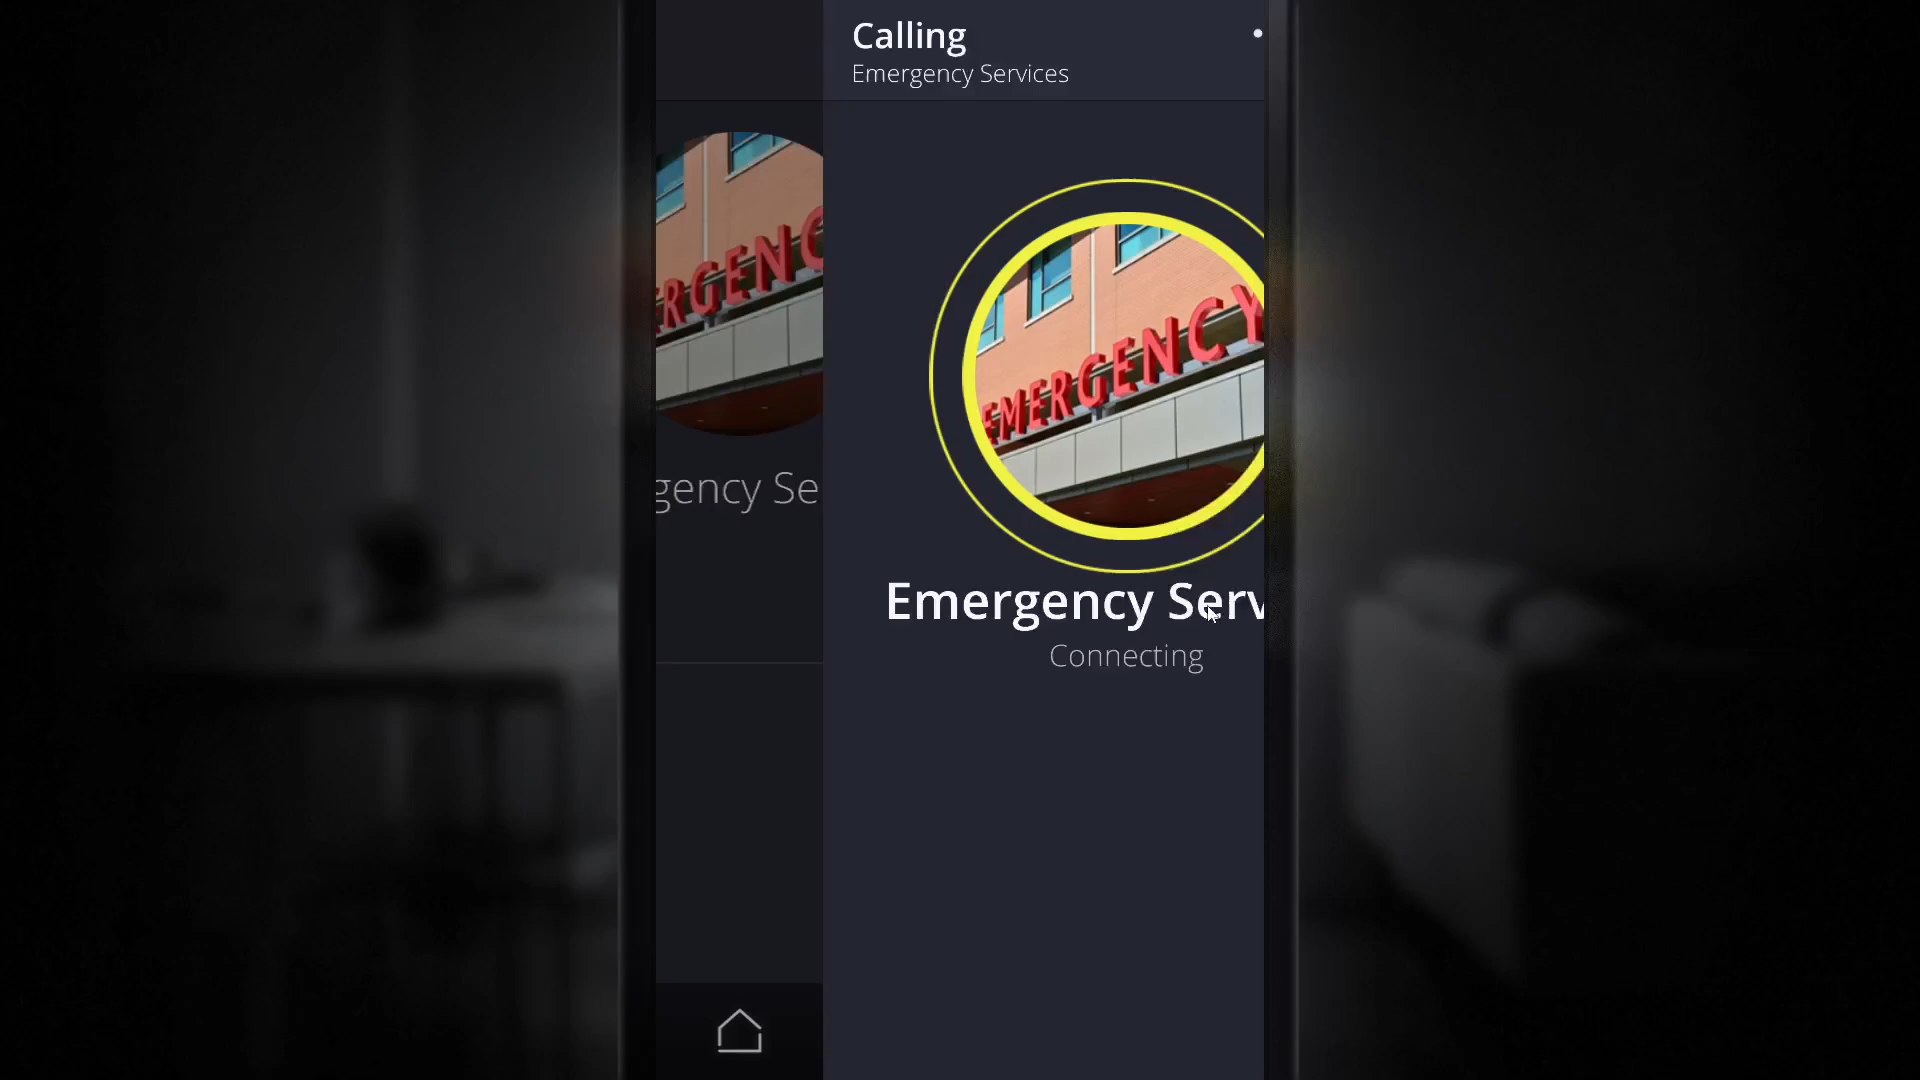 Calling
Emergency Services
ERGENC
EMERGENCY
gency Se
Emergency Serv
Connecting